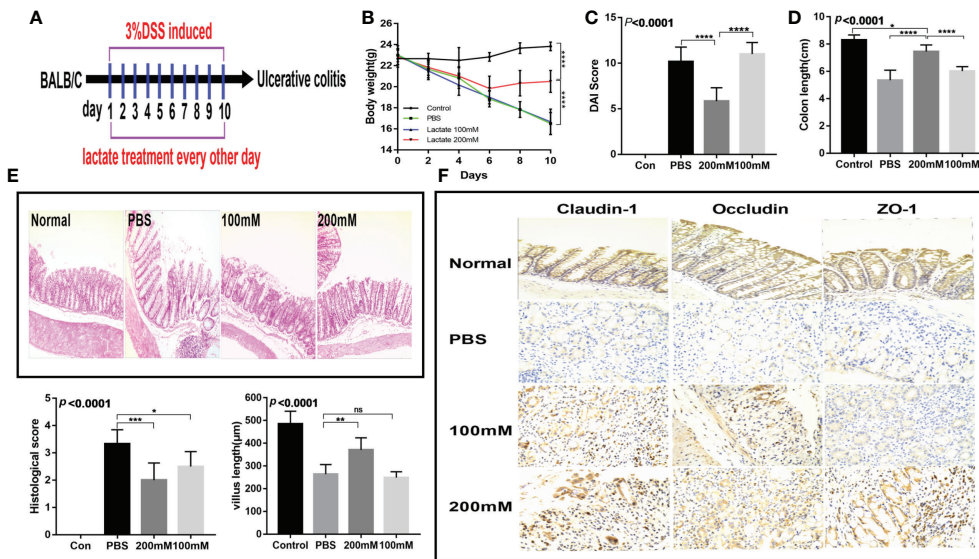 A
3%DSS induced
BALB/C
Ulcerative colitis
day 1 2 3 4 5 6 7 8 9 10
lactate treatment every other day
B
Body weight(g)
26
24
22
20
18
16
14
0 2 4 6 8 10
Days
Control
PBS
Lactate 100mM
Lactate 200mM
****
****
C
P<0.0001
DAI Score
15
10
5
0
**** ****
Con PBS 200mM 100mM
D
P<0.0001
Colon length(cm)
10
8
6
4
2
0
*
**** ****
Control PBS 200mM 100mM
E
Normal PBS 100mM 200mM
P<0.0001
Histological score
5
4
3
2
1
0
*
***
Con PBS 200mM 100mM
P<0.0001
villus length(μm)
600
500
400
300
200
100
0
ns
**
Control PBS 200mM 100mM
F
Claudin-1 Occludin ZO-1
Normal
PBS
100mM
200mM